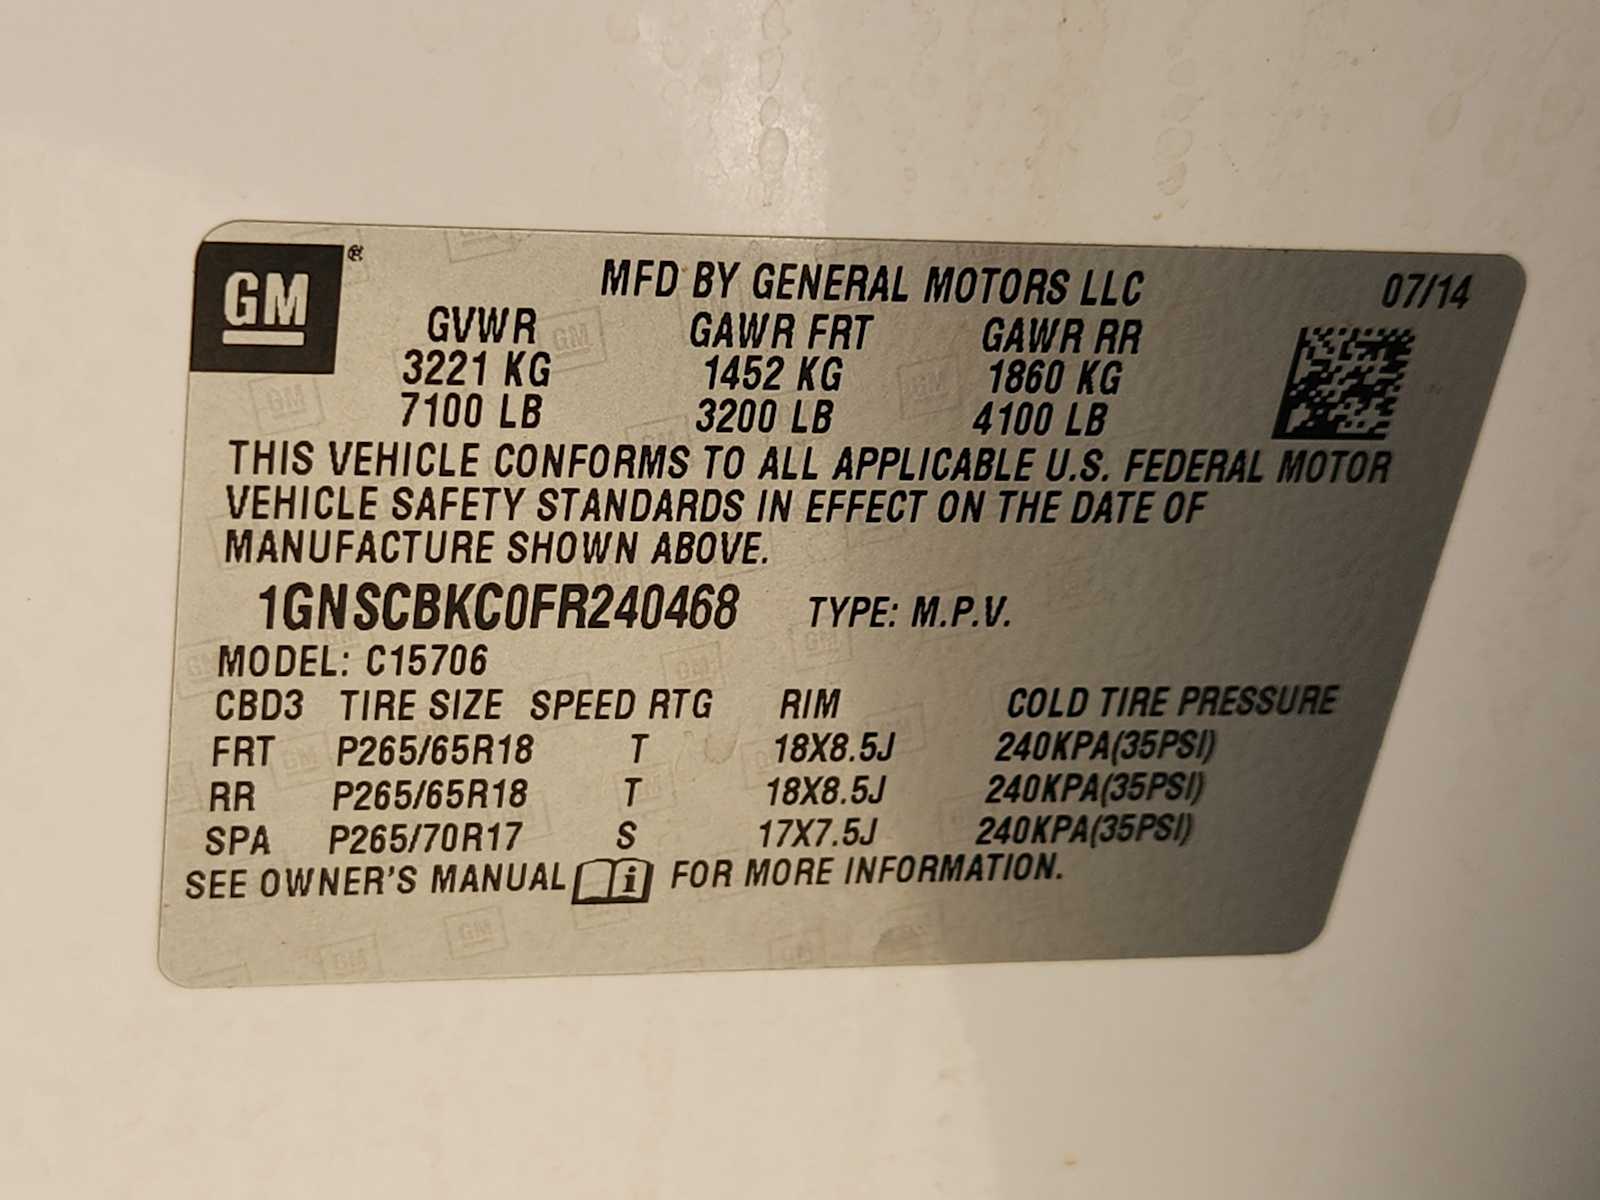 GM®
MFD BY GENERAL MOTORS LLC 07/14
GVWR GAWR FRT GAWR RR
3221 KG 1452 KG 1860 KG
7100 LB 3200 LB 4100 LB
THIS VEHICLE CONFORMS TO ALL APPLICABLE U.S. FEDERAL MOTOR
VEHICLE SAFETY STANDARDS IN EFFECT ON THE DATE OF
MANUFACTURE SHOWN ABOVE.
1GNSCBKC0FR240468 TYPE: M.P.V.
MODEL: C15706
CBD3 TIRE SIZE SPEED RTG RIM COLD TIRE PRESSURE
FRT P265/65R18 T 18X8.5J 240KPA(35PSI)
RR P265/65R18 T 18X8.5J 240KPA(35PSI)
SPA P265/70R17 S 17X7.5J 240KPA(35PSI)
SEE OWNER'S MANUAL i FOR MORE INFORMATION.